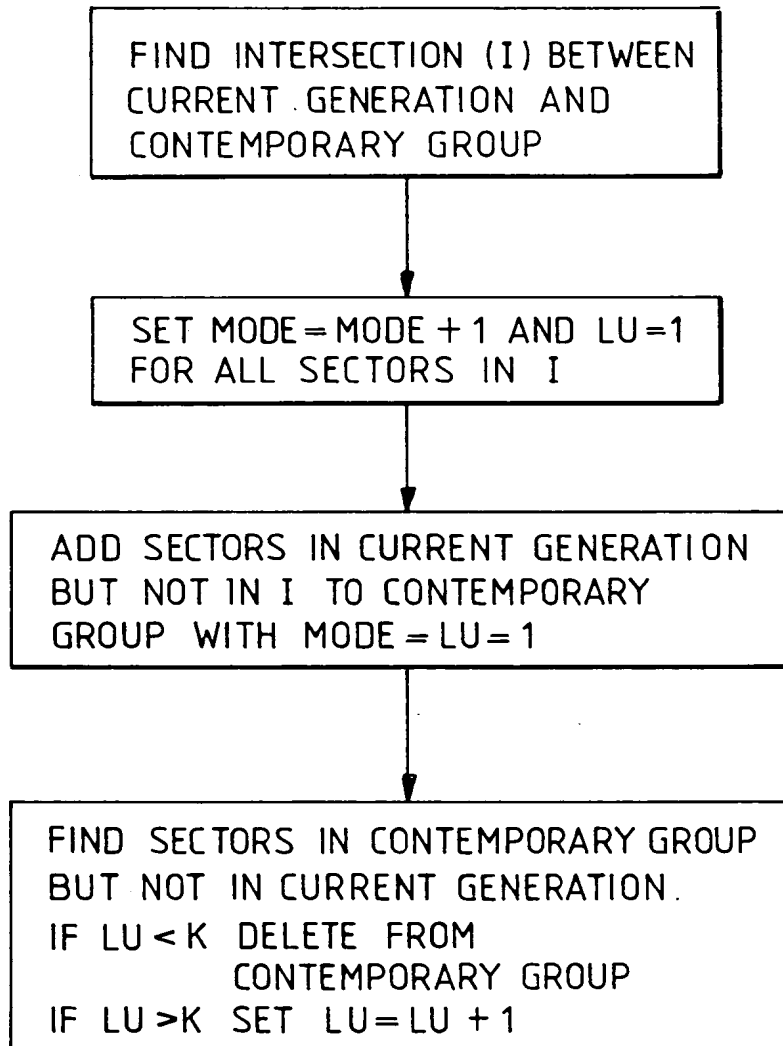 FIND INTERSECTION (I) BETWEEN
CURRENT GENERATION AND
CONTEMPORARY GROUP
SET MODE=MODE+1 AND LU=1
FOR ALL SECTORS IN I
ADD SECTORS IN CURRENT GENERATION
BUT NOT IN I TO CONTEMPORARY
GROUP WITH MODE=LU=1
FIND SECTORS IN CONTEMPORARY GROUP
BUT NOT IN CURRENT GENERATION.
IF LU<K DELETE FROM
CONTEMPORARY GROUP
IF LU>K SET LU=LU+1